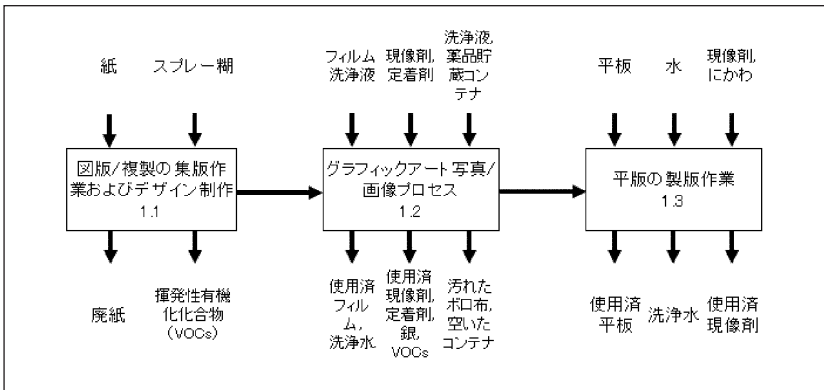 紙
スプレー糊
フィルム
洗浄液
現像剤,
定着剤
洗浄液,
薬品貯
蔵コン
テナ
平板
水
現像剤,
にかわ
図版/複製の集版作
業およびデザイン制作
1.1
グラフィックアート写真/
画像プロセス
1.2
平版の製版作業
1.3
廃紙
揮発性有機
化化合物
(VOCs)
使用済
フィル
ム,
洗浄水
使用済
現像剤,
定着剤,
銀,
VOCs
汚れた
ボロ布,
空いた
コンテナ
使用済
平板
洗浄水
使用済
現像剤